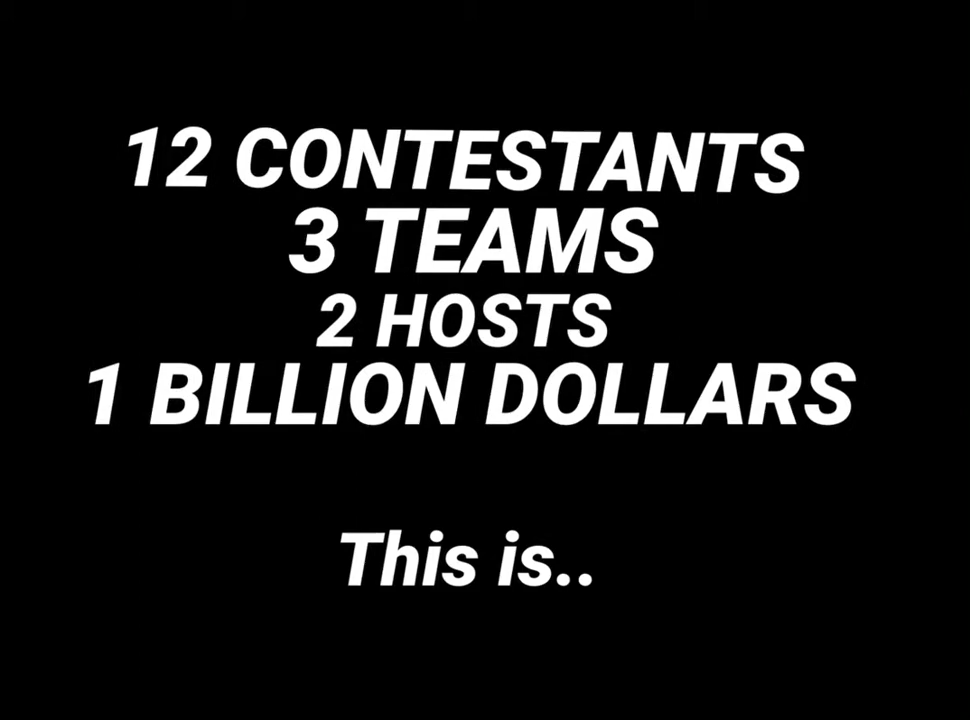 12 CONTESTANTS
3 TEAMS
2 HOSTS
1 BILLION DOLLARS
This is..